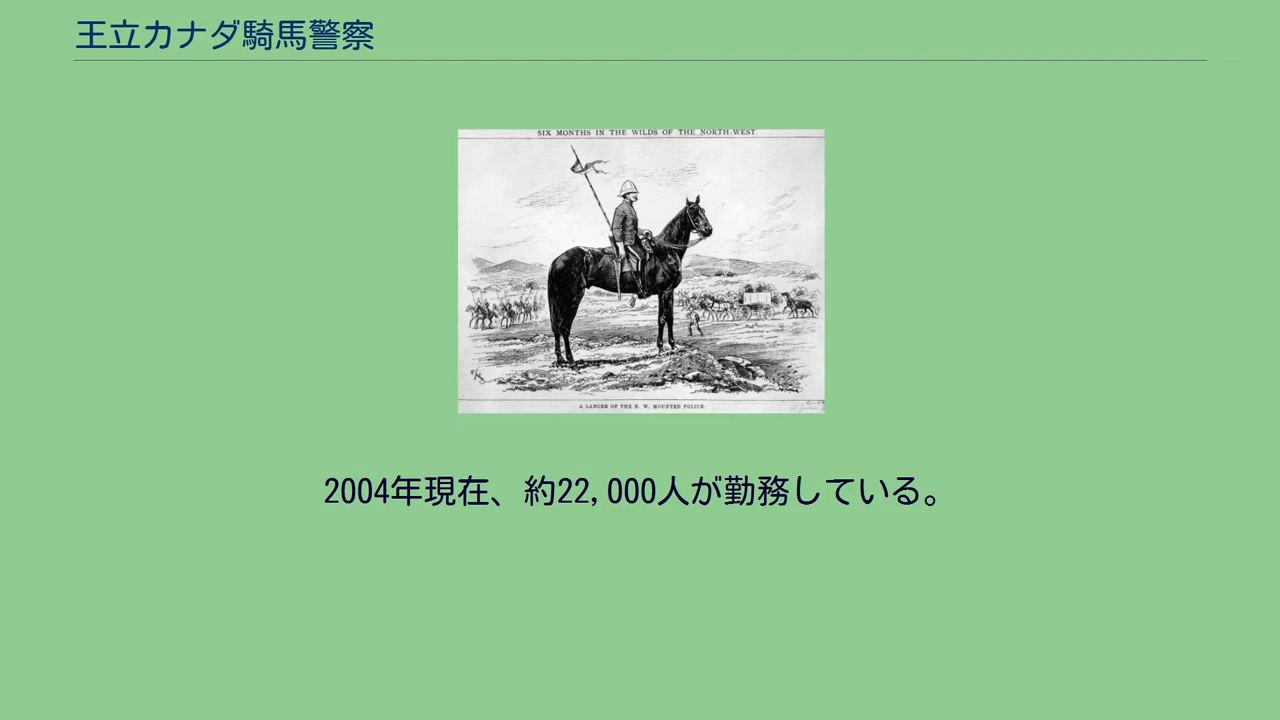 王立カナダ騎馬警察
SIX MONTHS IN THE WILDS OF THE NORTH-WEST.
A LANCER OF THE N. W. MOUNTED POLICE.
2004年現在、約22,000人が勤務している。